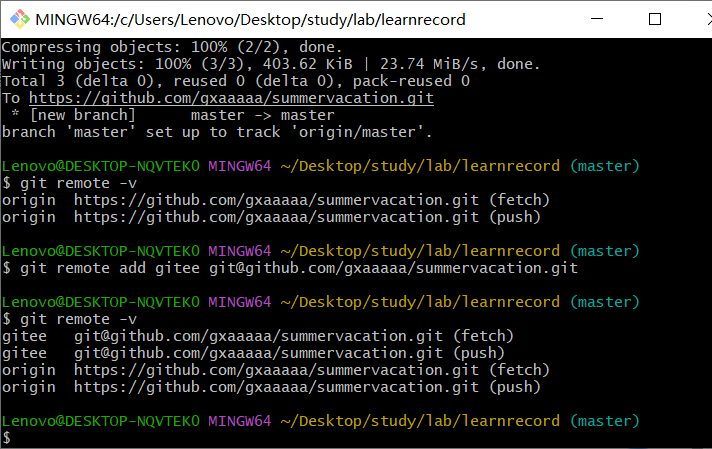 MINGW64:/c/Users/Lenovo/Desktop/study/lab/learnrecord
Compressing objects: 100% (2/2), done.
Writing objects: 100% (3/3), 403.62 KiB | 23.74 MiB/s, done.
Total 3 (delta 0), reused 0 (delta 0), pack-reused 0
To https://github.com/gxaaaaa/summervacation.git
 * [new branch]      master -> master
branch 'master' set up to track 'origin/master'.
Lenovo@DESKTOP-NQVTEKO MINGW64 ~/Desktop/study/lab/learnrecord (master)
$ git remote -v
origin  https://github.com/gxaaaaa/summervacation.git (fetch)
origin  https://github.com/gxaaaaa/summervacation.git (push)
Lenovo@DESKTOP-NQVTEKO MINGW64 ~/Desktop/study/lab/learnrecord (master)
$ git remote add gitee git@github.com/gxaaaaa/summervacation.git
Lenovo@DESKTOP-NQVTEKO MINGW64 ~/Desktop/study/lab/learnrecord (master)
$ git remote -v
gitee   git@github.com/gxaaaaa/summervacation.git (fetch)
gitee   git@github.com/gxaaaaa/summervacation.git (push)
origin  https://github.com/gxaaaaa/summervacation.git (fetch)
origin  https://github.com/gxaaaaa/summervacation.git (push)
Lenovo@DESKTOP-NQVTEKO MINGW64 ~/Desktop/study/lab/learnrecord (master)
$